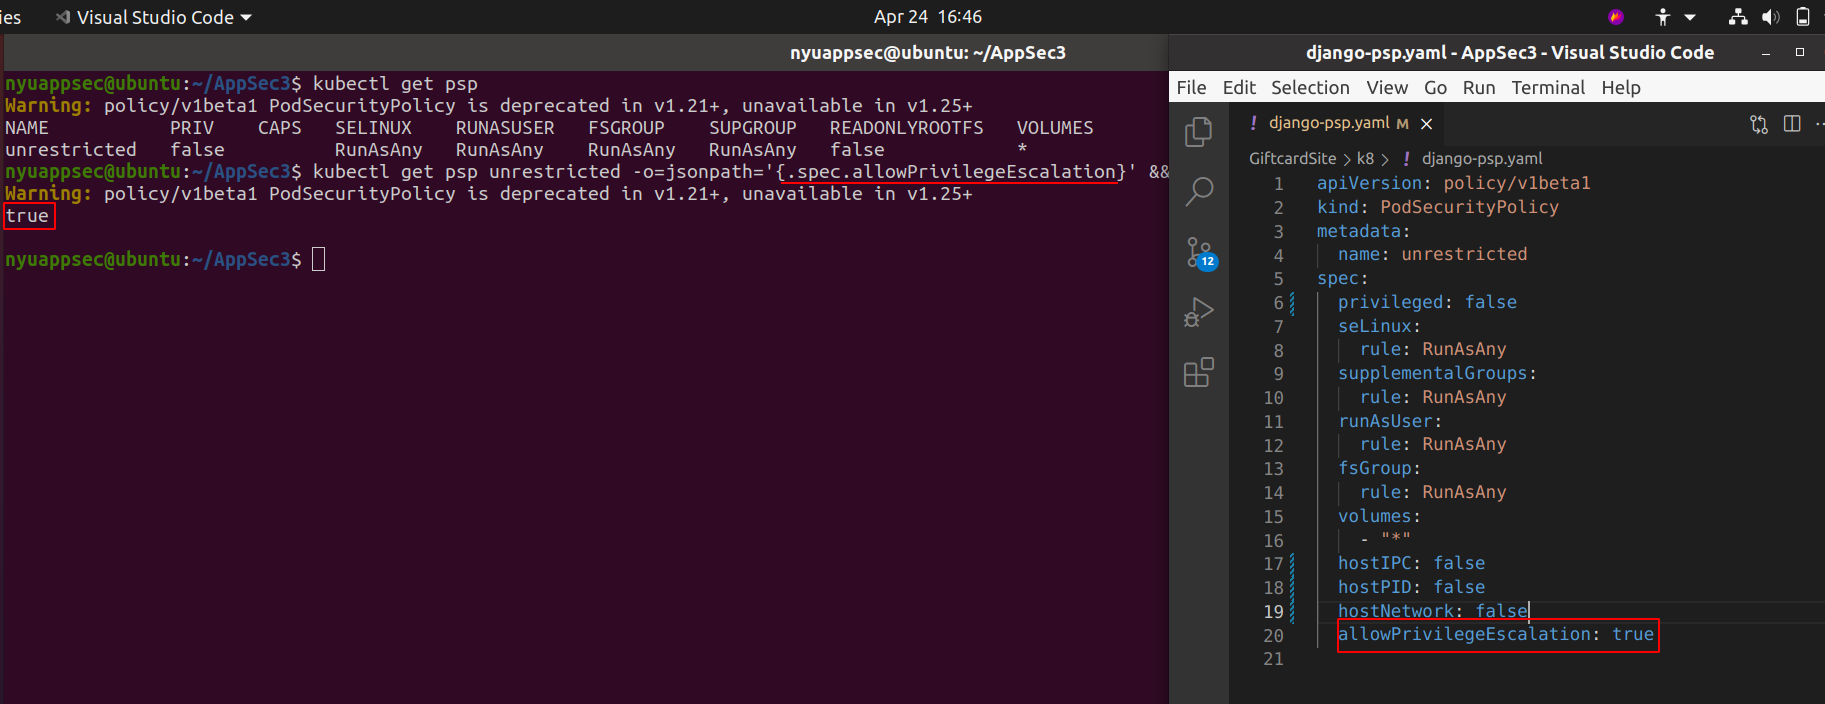 ies Visual Studio Code Apr 24 16:46
nyuappsec@ubuntu: ~/AppSec3
nyuappsec@ubuntu:~/AppSec3$ kubectl get psp
Warning: policy/v1beta1 PodSecurityPolicy is deprecated in v1.21+, unavailable in v1.25+
NAME PRIV CAPS SELINUX RUNASUSER FSGROUP SUPGROUP READONLYROOTFS VOLUMES
unrestricted false RunAsAny RunAsAny RunAsAny RunAsAny false *
nyuappsec@ubuntu:~/AppSec3$ kubectl get psp unrestricted -o=jsonpath='{.spec.allowPrivilegeEscalation}' &&
Warning: policy/v1beta1 PodSecurityPolicy is deprecated in v1.21+, unavailable in v1.25+
true
nyuappsec@ubuntu:~/AppSec3$
django-psp.yaml - AppSec3 - Visual Studio Code
File Edit Selection View Go Run Terminal Help
! django-psp.yaml M
GiftcardSite > k8 > ! django-psp.yaml
12
1 apiVersion: policy/v1beta1
2 kind: PodSecurityPolicy
3 metadata:
4 name: unrestricted
5 spec:
6 privileged: false
7 seLinux:
8 rule: RunAsAny
9 supplementalGroups:
10 rule: RunAsAny
11 runAsUser:
12 rule: RunAsAny
13 fsGroup:
14 rule: RunAsAny
15 volumes:
16 - "*"
17 hostIPC: false
18 hostPID: false
19 hostNetwork: false
20 allowPrivilegeEscalation: true
21